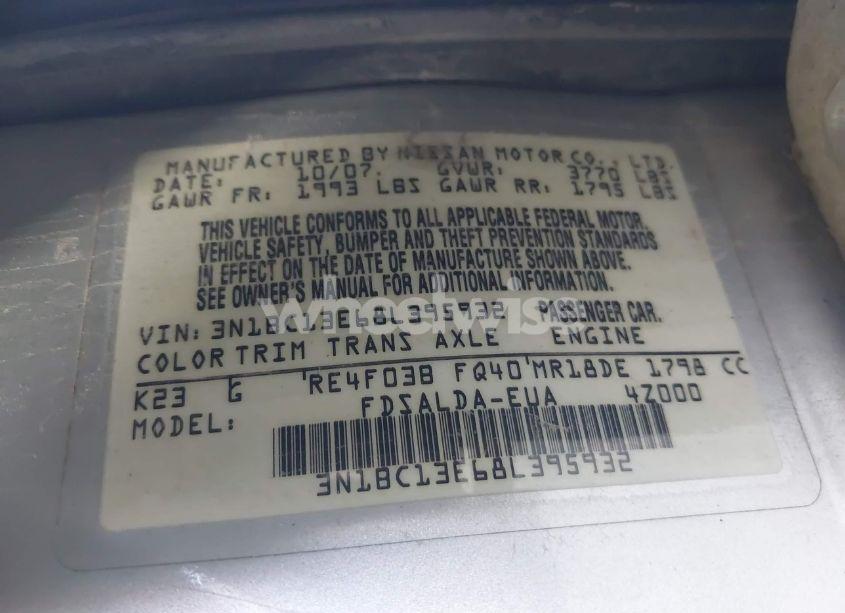 MANUFACTURED BY NISSAN MOTOR CO., LTD.
DATE: 10/07. GVWR: 3770 LBS
GAWR FR: 1993 LBS GAWR RR: 1795 LBS
THIS VEHICLE CONFORMS TO ALL APPLICABLE FEDERAL MOTOR
VEHICLE SAFETY, BUMPER AND THEFT PREVENTION STANDARDS
IN EFFECT ON THE DATE OF MANUFACTURE SHOWN ABOVE.
SEE OWNER'S MANUAL FOR ADDITIONAL INFORMATION.
wheelwise
VIN: 3N1BC13E68L395932 PASSENGER CAR.
COLOR TRIM TRANS AXLE ENGINE
K23 G RE4F03B FQ40 MR18DE 1798 CC
MODEL: FDSALDA-EUA 4Z000
3N1BC13E68L395932